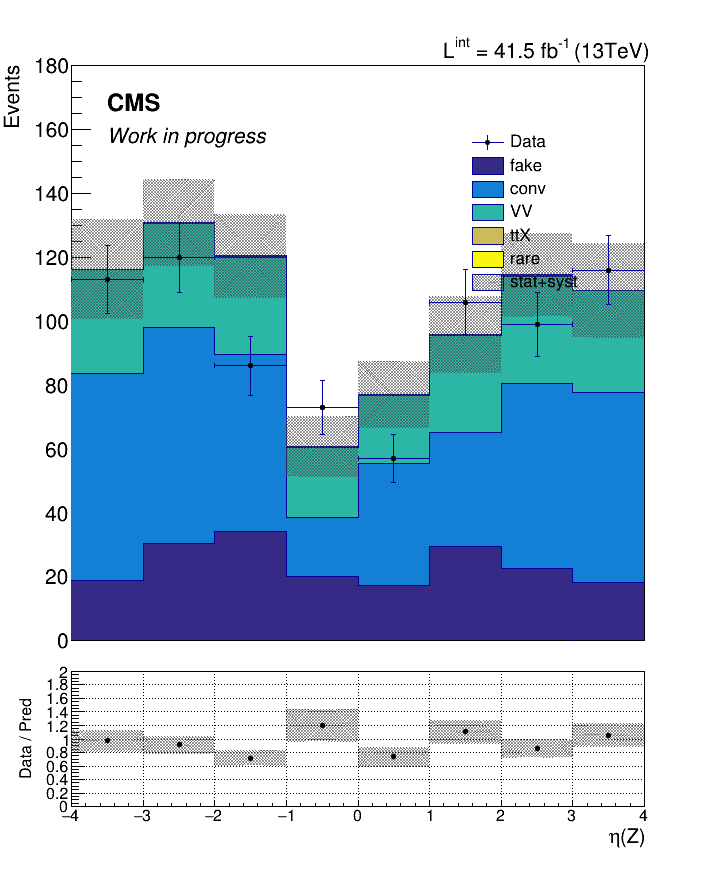 L^int = 41.5 fb^-1 (13TeV)
Events
180
160
140
120
100
80
60
40
20
0
CMS
Work in progress
Data
fake
conv
VV
ttX
rare
stat+syst
Data / Pred
2
1.8
1.6
1.4
1.2
1
0.8
0.6
0.4
0.2
0
−4 −3 −2 −1 0 1 2 3 4
η(Z)